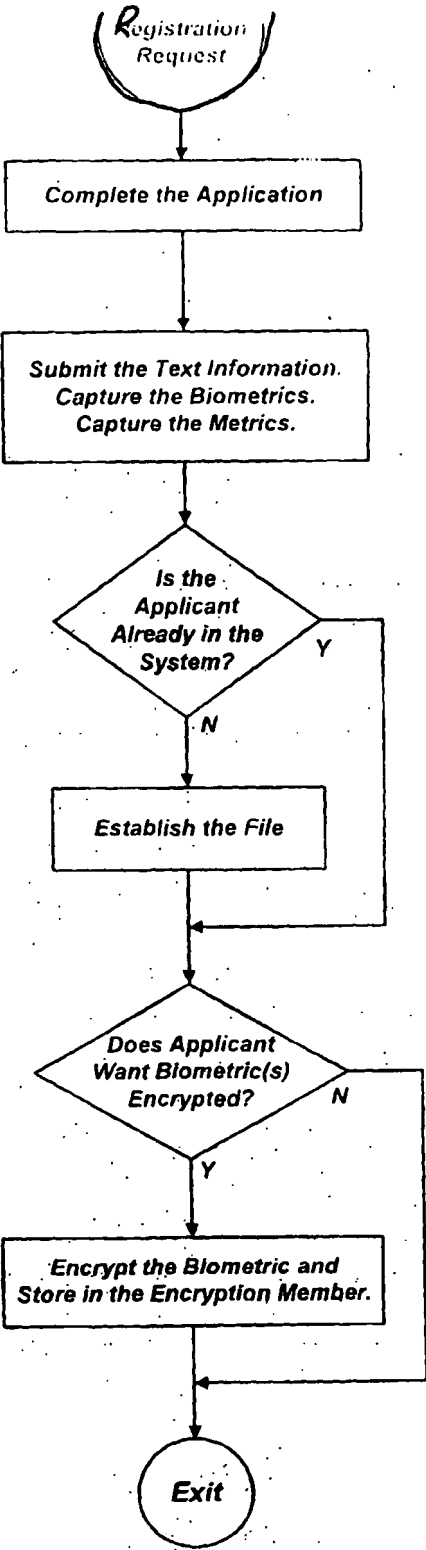 Registration
Request
Complete the Application
Submit the Text Information.
Capture the Biometrics.
Capture the Metrics.
Is the
Applicant
Already in the
System?
Y
N
Establish the File
Does Applicant
Want Biometric(s)
Encrypted?
N
Y
Encrypt the Biometric and
Store in the Encryption Member.
Exit